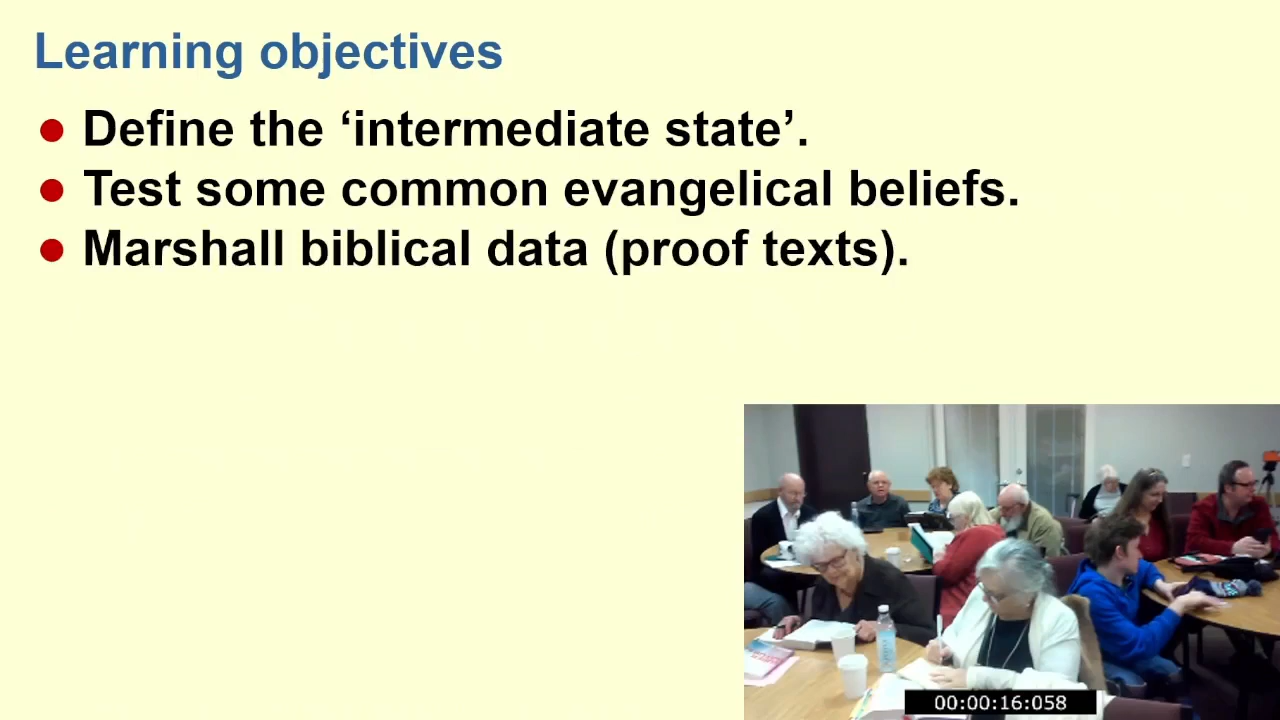 Learning objectives
● Define the ‘intermediate state’.
● Test some common evangelical beliefs.
● Marshall biblical data (proof texts).
00:00:16:058